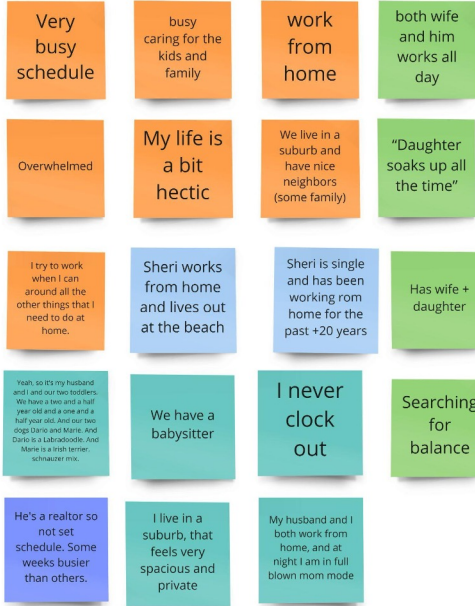 Very
busy
schedule
busy
caring for the
kids and
family
work
from
home
both wife
and him
works all
day
Overwhelmed
My life is
a bit
hectic
We live in a
suburb and
have nice
neighbors
(some family)
“Daughter
soaks up all
the time”
I try to work
when I can
around all the
other things that I
need to do at
home.
Sheri works
from home
and lives out
at the beach
Sheri is single
and has been
working rom
home for the
past +20 years
Has wife +
daughter
Yeah, so it's my husband
and I and our two toddlers.
We have a two and a half
year old and a one and a
half year old. And our two
dogs Dario and Marie. And
Dario is a Labradoodle. And
Marie is a Irish terrier,
schnauzer mix.
We have a
babysitter
I never
clock
out
Searching
for
balance
He's a realtor so
not set
schedule. Some
weeks busier
than others.
I live in a
suburb, that
feels very
spacious and
private
My husband and I
both work from
home, and at
night I am in full
blown mom mode